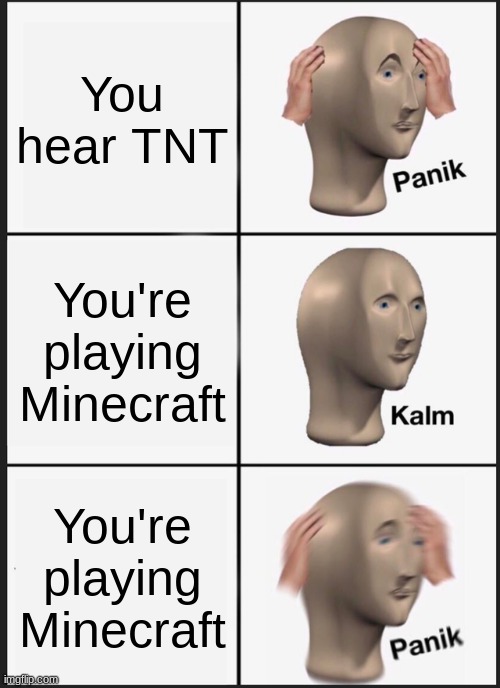 You
hear TNT
Panik
You're
playing
Minecraft
Kalm
You're
playing
Minecraft
Panik
imgflip.com